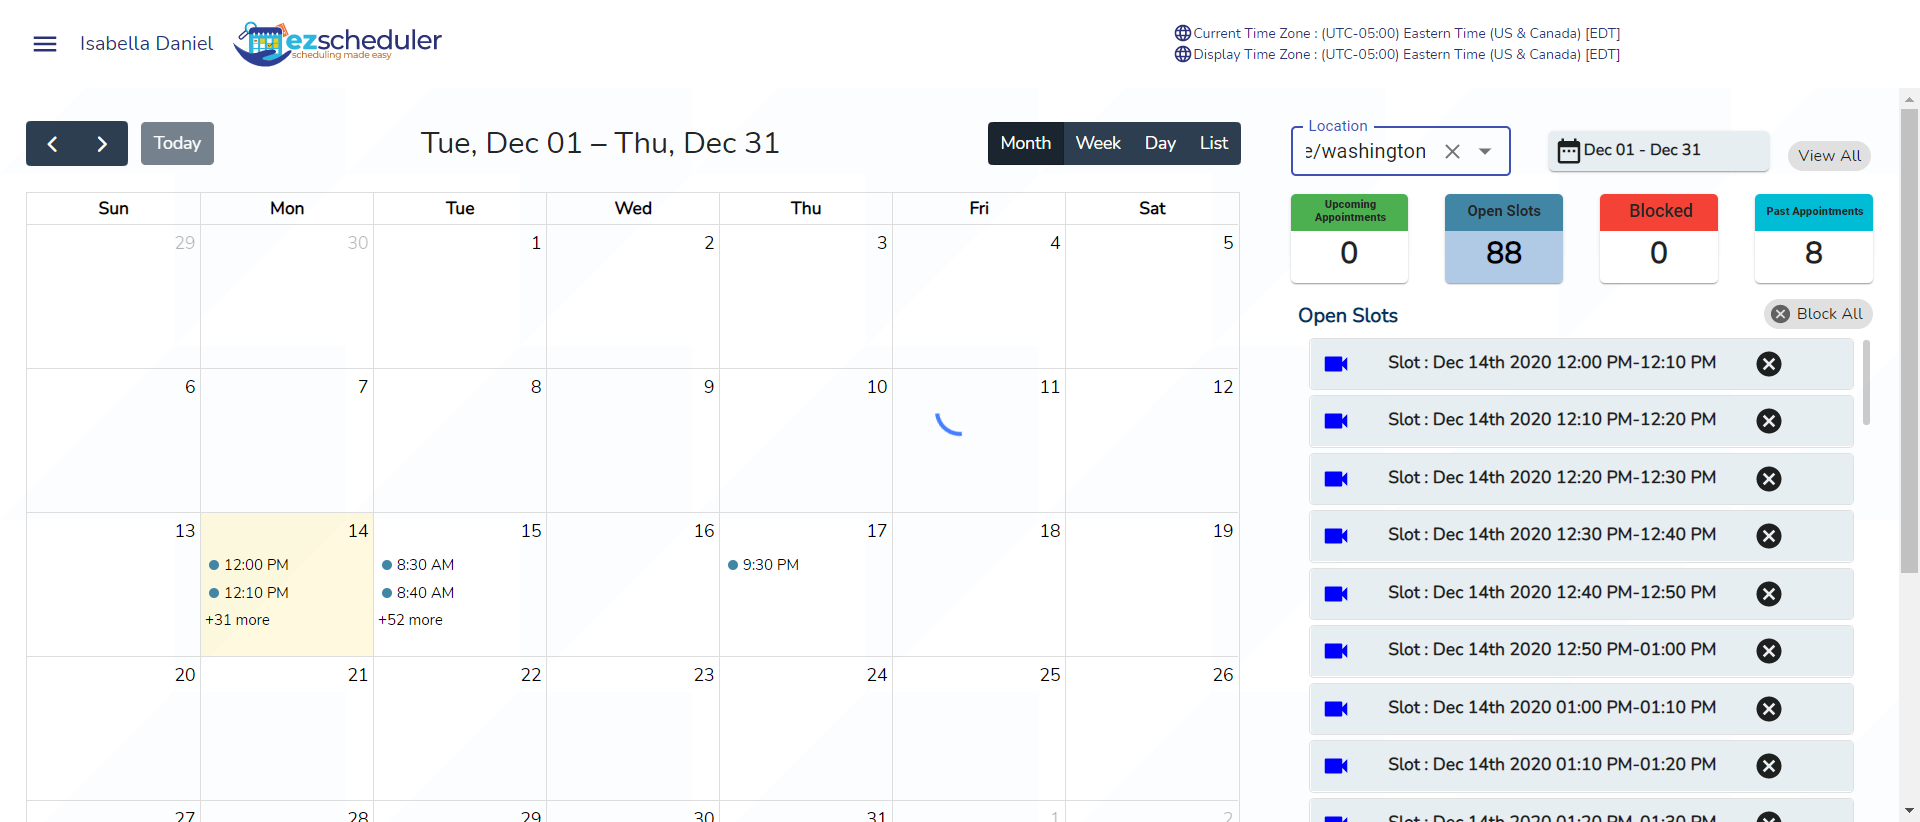 Isabella Daniel
ezscheduler
scheduling made easy
Current Time Zone : (UTC-05:00) Eastern Time (US & Canada) [EDT]
Display Time Zone : (UTC-05:00) Eastern Time (US & Canada) [EDT]
Today
Tue, Dec 01 – Thu, Dec 31
Month Week Day List
Sun Mon Tue Wed Thu Fri Sat
29 30 1 2 3 4 5
6 7 8 9 10 11 12
13 14 15 16 17 18 19
12:00 PM 8:30 AM 9:30 PM
12:10 PM 8:40 AM
+31 more +52 more
20 21 22 23 24 25 26
27 28 29 30 31 1 2
Location
e/washington
Dec 01 - Dec 31
View All
Upcoming
Appointments
0
Open Slots
88
Blocked
0
Past Appointments
8
Open Slots
Block All
Slot : Dec 14th 2020 12:00 PM-12:10 PM
Slot : Dec 14th 2020 12:10 PM-12:20 PM
Slot : Dec 14th 2020 12:20 PM-12:30 PM
Slot : Dec 14th 2020 12:30 PM-12:40 PM
Slot : Dec 14th 2020 12:40 PM-12:50 PM
Slot : Dec 14th 2020 12:50 PM-01:00 PM
Slot : Dec 14th 2020 01:00 PM-01:10 PM
Slot : Dec 14th 2020 01:10 PM-01:20 PM
Slot : Dec 14th 2020 01:20 PM-01:30 PM